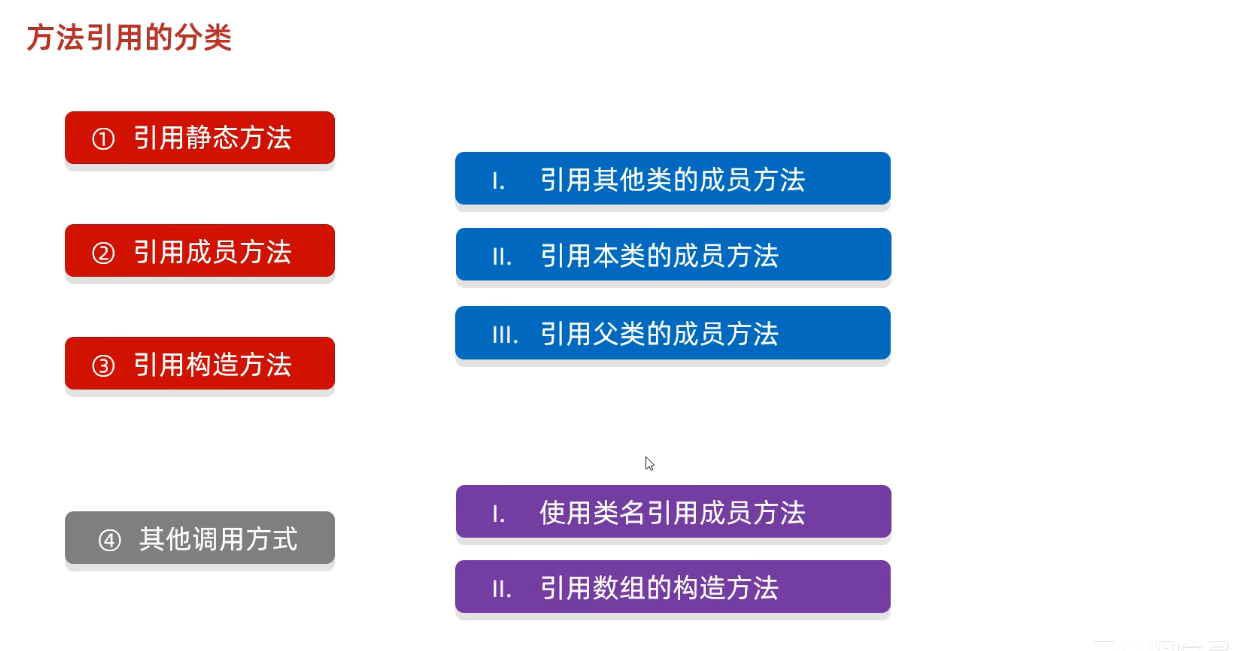 方法引用的分类
① 引用静态方法
② 引用成员方法
I. 引用其他类的成员方法
II. 引用本类的成员方法
III. 引用父类的成员方法
③ 引用构造方法
④ 其他调用方式
I. 使用类名引用成员方法
II. 引用数组的构造方法